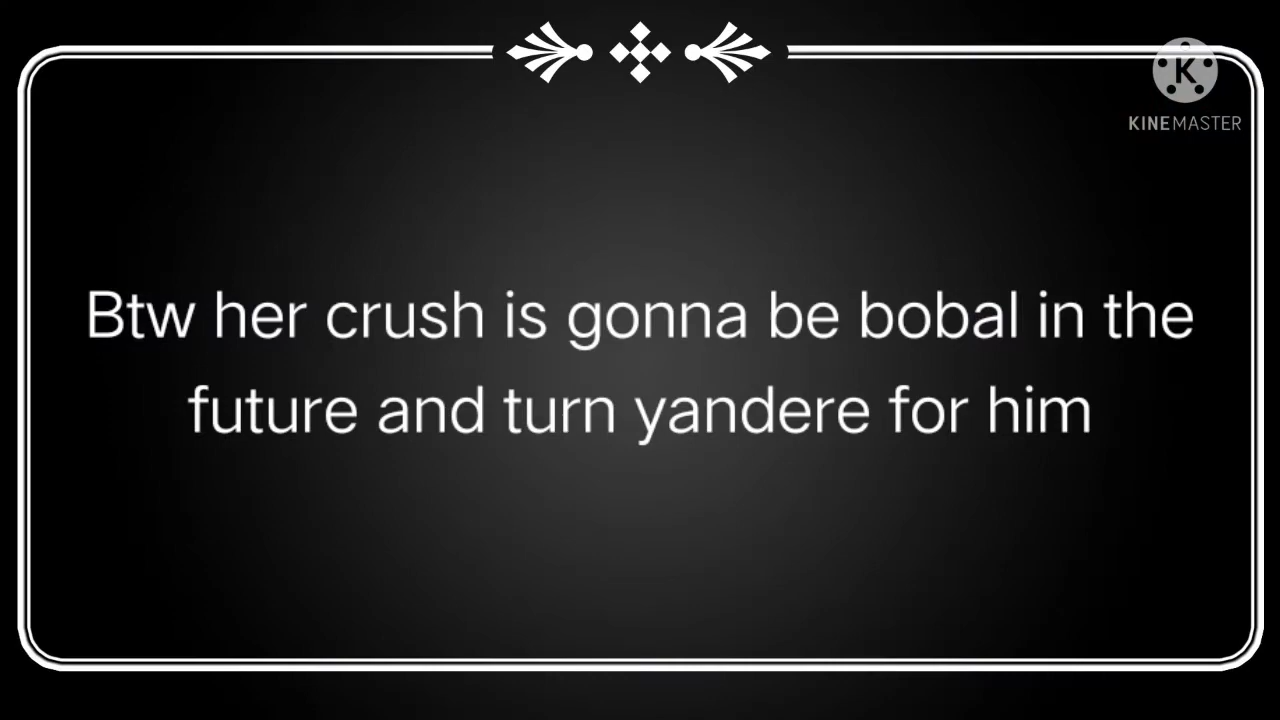 K
KINEMASTER
Btw her crush is gonna be bobal in the
future and turn yandere for him